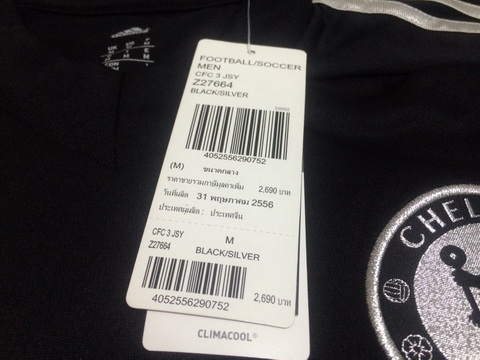 FOOTBALL/SOCCER
MEN
CFC 3 JSY
Z27664
BLACK/SILVER
4052556290752
(M) ขนาดกลาง
ราคาขายรวมภาษีมูลค่าเพิ่ม 2,690 บาท
วันที่ผลิต 31 พฤษภาคม 2556
ประเทศผู้ผลิต : ประเทศจีน
CFC 3 JSY
Z27664
M
BLACK/SILVER
4052556290752
2,690 บาท
CLIMACOOL®
CHEL